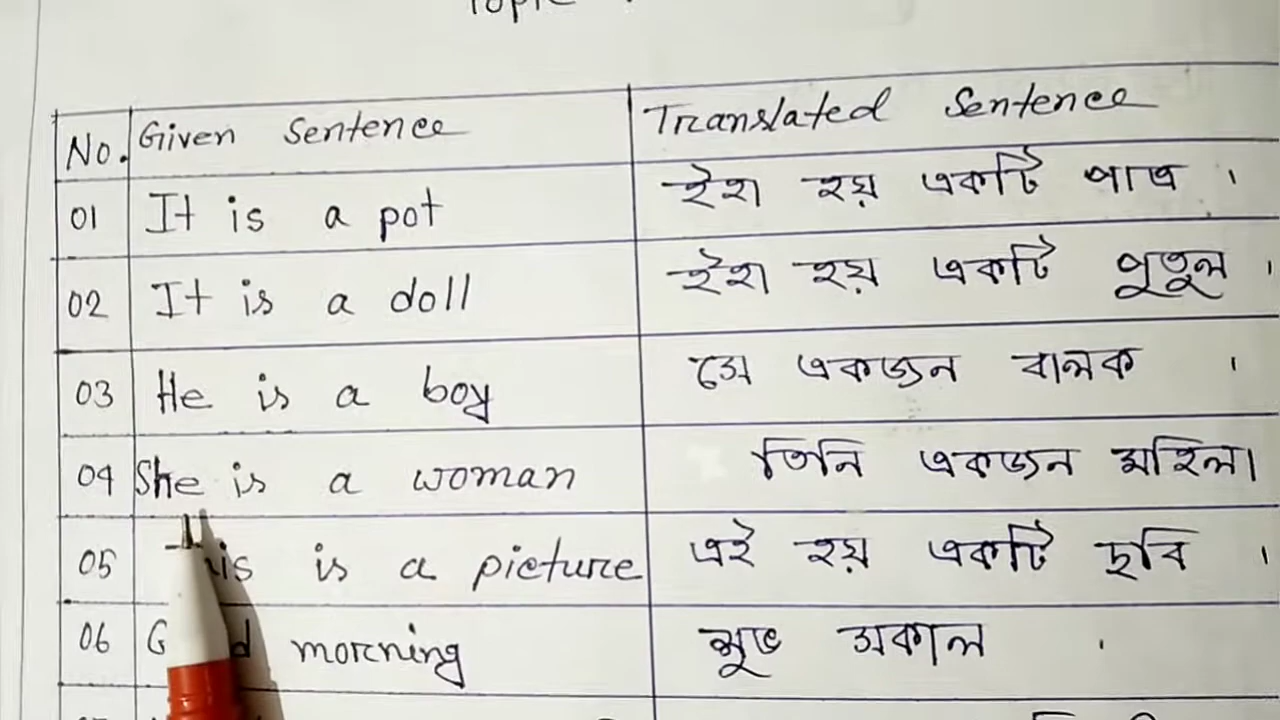 Topic
No. Given Sentence Translated Sentence
01 It is a pot ইহা হয় একটি পাত্র ।
02 It is a doll ইহা হয় একটি পুতুল ।
03 He is a boy সে একজন বালক ।
04 She is a woman তিনি একজন মহিলা
05 is a picture এই হয় একটি ছবি ।
06 morning শুভ সকাল .